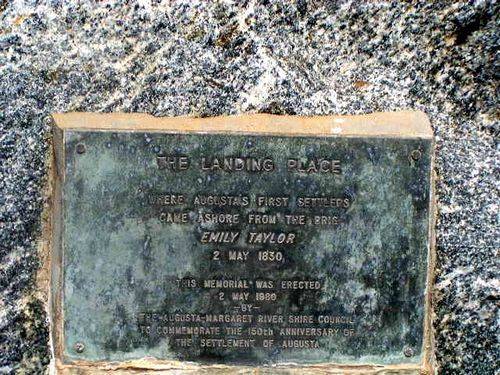 THE LANDING PLACE
WHERE AUGUSTA'S FIRST SETTLERS
CAME ASHORE FROM THE BRIG
EMILY TAYLOR
2 MAY 1830.
THIS MEMORIAL WAS ERECTED
2 MAY 1980
BY
THE AUGUSTA-MARGARET RIVER SHIRE COUNCIL
TO COMMEMORATE THE 150th ANNIVERSARY OF
THE SETTLEMENT OF AUGUSTA